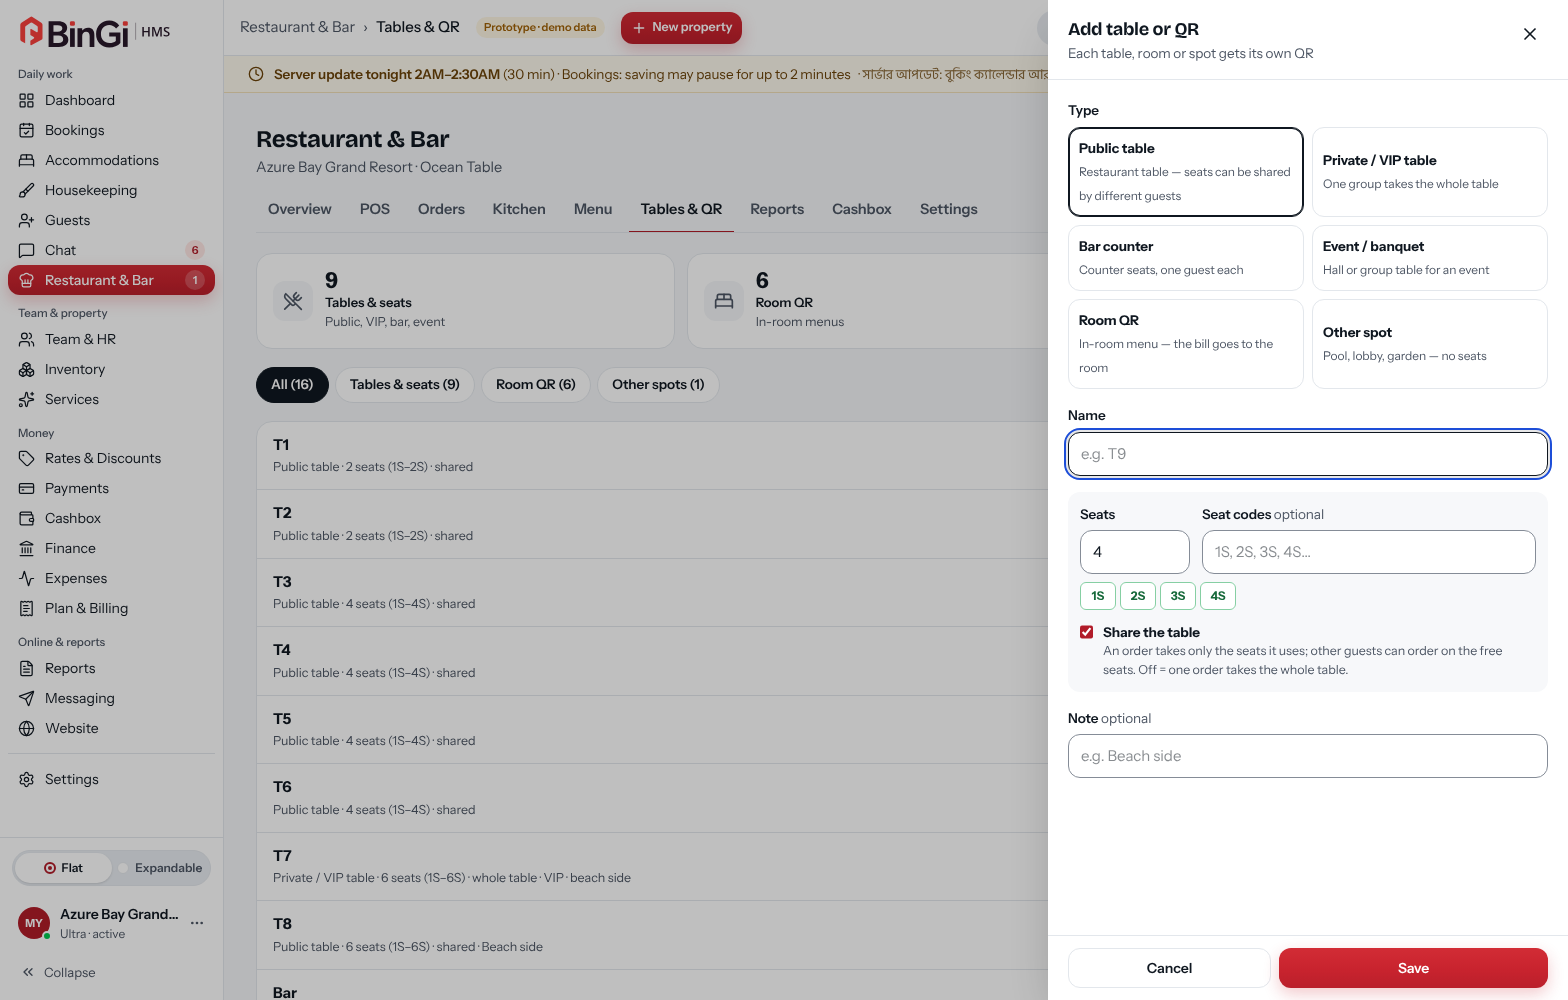 BinGi HMS
Daily work
Dashboard
Bookings
Accommodations
Housekeeping
Guests
Chat 6
Restaurant & Bar 1
Team & property
Team & HR
Inventory
Services
Money
Rates & Discounts
Payments
Cashbox
Finance
Expenses
Plan & Billing
Online & reports
Reports
Messaging
Website
Settings
Flat Expandable
MY Azure Bay Grand...
Ultra · active
Collapse
Restaurant & Bar › Tables & QR Prototype · demo data New property
Server update tonight 2AM–2:30AM (30 min) · Bookings: saving may pause for up to 2 minutes · সার্ভার আপডেট: বুকিং ক্যালেন্ডার আর
Restaurant & Bar
Azure Bay Grand Resort · Ocean Table
Overview POS Orders Kitchen Menu Tables & QR Reports Cashbox Settings
9
Tables & seats
Public, VIP, bar, event
6
Room QR
In-room menus
All (16) Tables & seats (9) Room QR (6) Other spots (1)
T1
Public table · 2 seats (1S–2S) · shared
T2
Public table · 2 seats (1S–2S) · shared
T3
Public table · 4 seats (1S–4S) · shared
T4
Public table · 4 seats (1S–4S) · shared
T5
Public table · 4 seats (1S–4S) · shared
T6
Public table · 4 seats (1S–4S) · shared
T7
Private / VIP table · 6 seats (1S–6S) · whole table · VIP · beach side
T8
Public table · 6 seats (1S–6S) · shared · Beach side
Bar
Add table or QR
Each table, room or spot gets its own QR
Type
Public table
Restaurant table — seats can be shared
by different guests
Private / VIP table
One group takes the whole table
Bar counter
Counter seats, one guest each
Event / banquet
Hall or group table for an event
Room QR
In-room menu — the bill goes to the
room
Other spot
Pool, lobby, garden — no seats
Name
e.g. T9
Seats Seat codes optional
4 1S, 2S, 3S, 4S...
1S 2S 3S 4S
Share the table
An order takes only the seats it uses; other guests can order on the free
seats. Off = one order takes the whole table.
Note optional
e.g. Beach side
Cancel Save